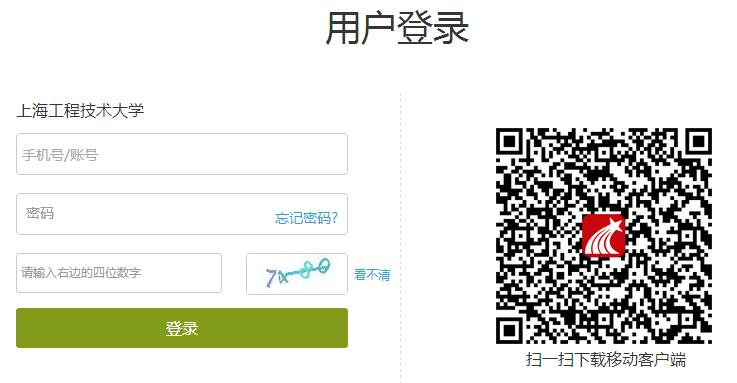 用户登录
上海工程技术大学
手机号/账号
密码
忘记密码?
请输入右边的四位数字
看不清
登录
扫一扫下载移动客户端